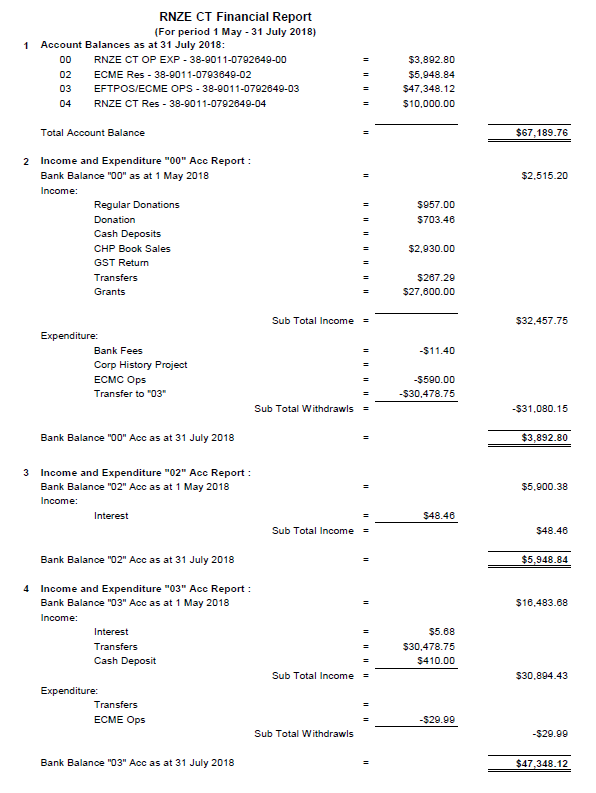 RNZE CT Financial Report
(For period 1 May - 31 July 2018)
1 Account Balances as at 31 July 2018:
00 RNZE CT OP EXP - 38-9011-0792649-00 = $3,892.80
02 ECME Res - 38-9011-0793649-02 = $5,948.84
03 EFTPOS/ECME OPS - 38-9011-0792649-03 = $47,348.12
04 RNZE CT Res - 38-9011-0792649-04 = $10,000.00
Total Account Balance = $67,189.76
2 Income and Expenditure "00" Acc Report :
Bank Balance "00" as at 1 May 2018 = $2,515.20
Income:
Regular Donations = $957.00
Donation = $703.46
Cash Deposits =
CHP Book Sales = $2,930.00
GST Return =
Transfers = $267.29
Grants = $27,600.00
Sub Total Income = $32,457.75
Expenditure:
Bank Fees = -$11.40
Corp History Project =
ECMC Ops = -$590.00
Transfer to "03" = -$30,478.75
Sub Total Withdrawls = -$31,080.15
Bank Balance "00" Acc as at 31 July 2018 = $3,892.80
3 Income and Expenditure "02" Acc Report :
Bank Balance "02" Acc as at 1 May 2018 = $5,900.38
Income:
Interest = $48.46
Sub Total Income = $48.46
Bank Balance "02" Acc as at 31 July 2018 = $5,948.84
4 Income and Expenditure "03" Acc Report :
Bank Balance "03" Acc as at 1 May 2018 = $16,483.68
Income:
Interest = $5.68
Transfers = $30,478.75
Cash Deposit = $410.00
Sub Total Income = $30,894.43
Expenditure:
Transfers =
ECME Ops = -$29.99
Sub Total Withdrawls -$29.99
Bank Balance "03" Acc as at 31 July 2018 = $47,348.12